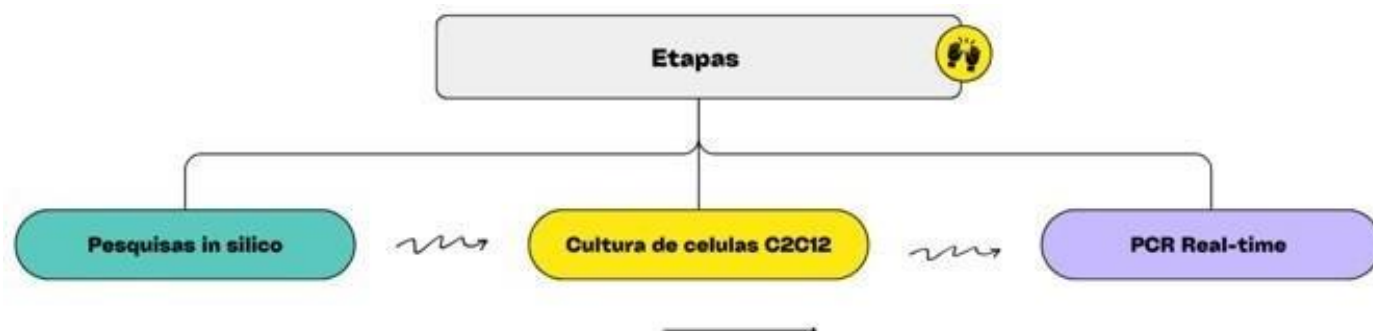 Etapas
Pesquisas in silico
Cultura de celulas C2C12
PCR Real-time